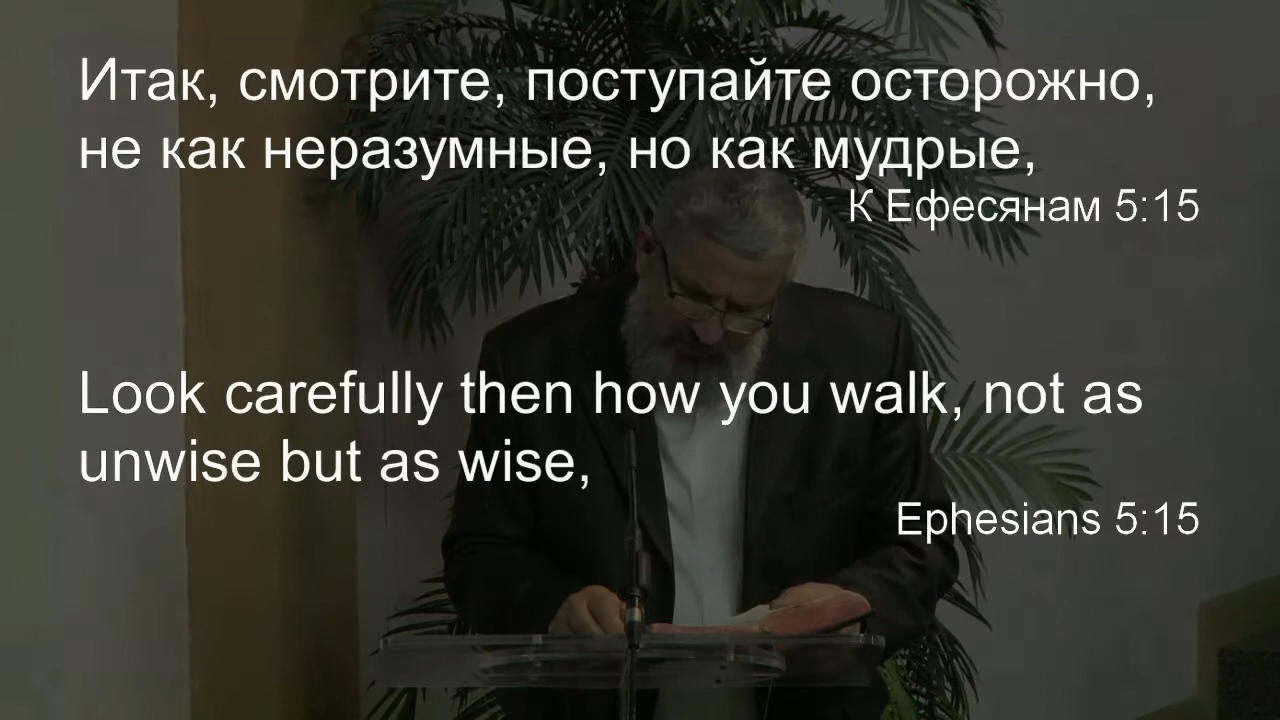 Итак, смотрите, поступайте осторожно,
не как неразумные, но как мудрые,
К Ефесянам 5:15
Look carefully then how you walk, not as
unwise but as wise,
Ephesians 5:15